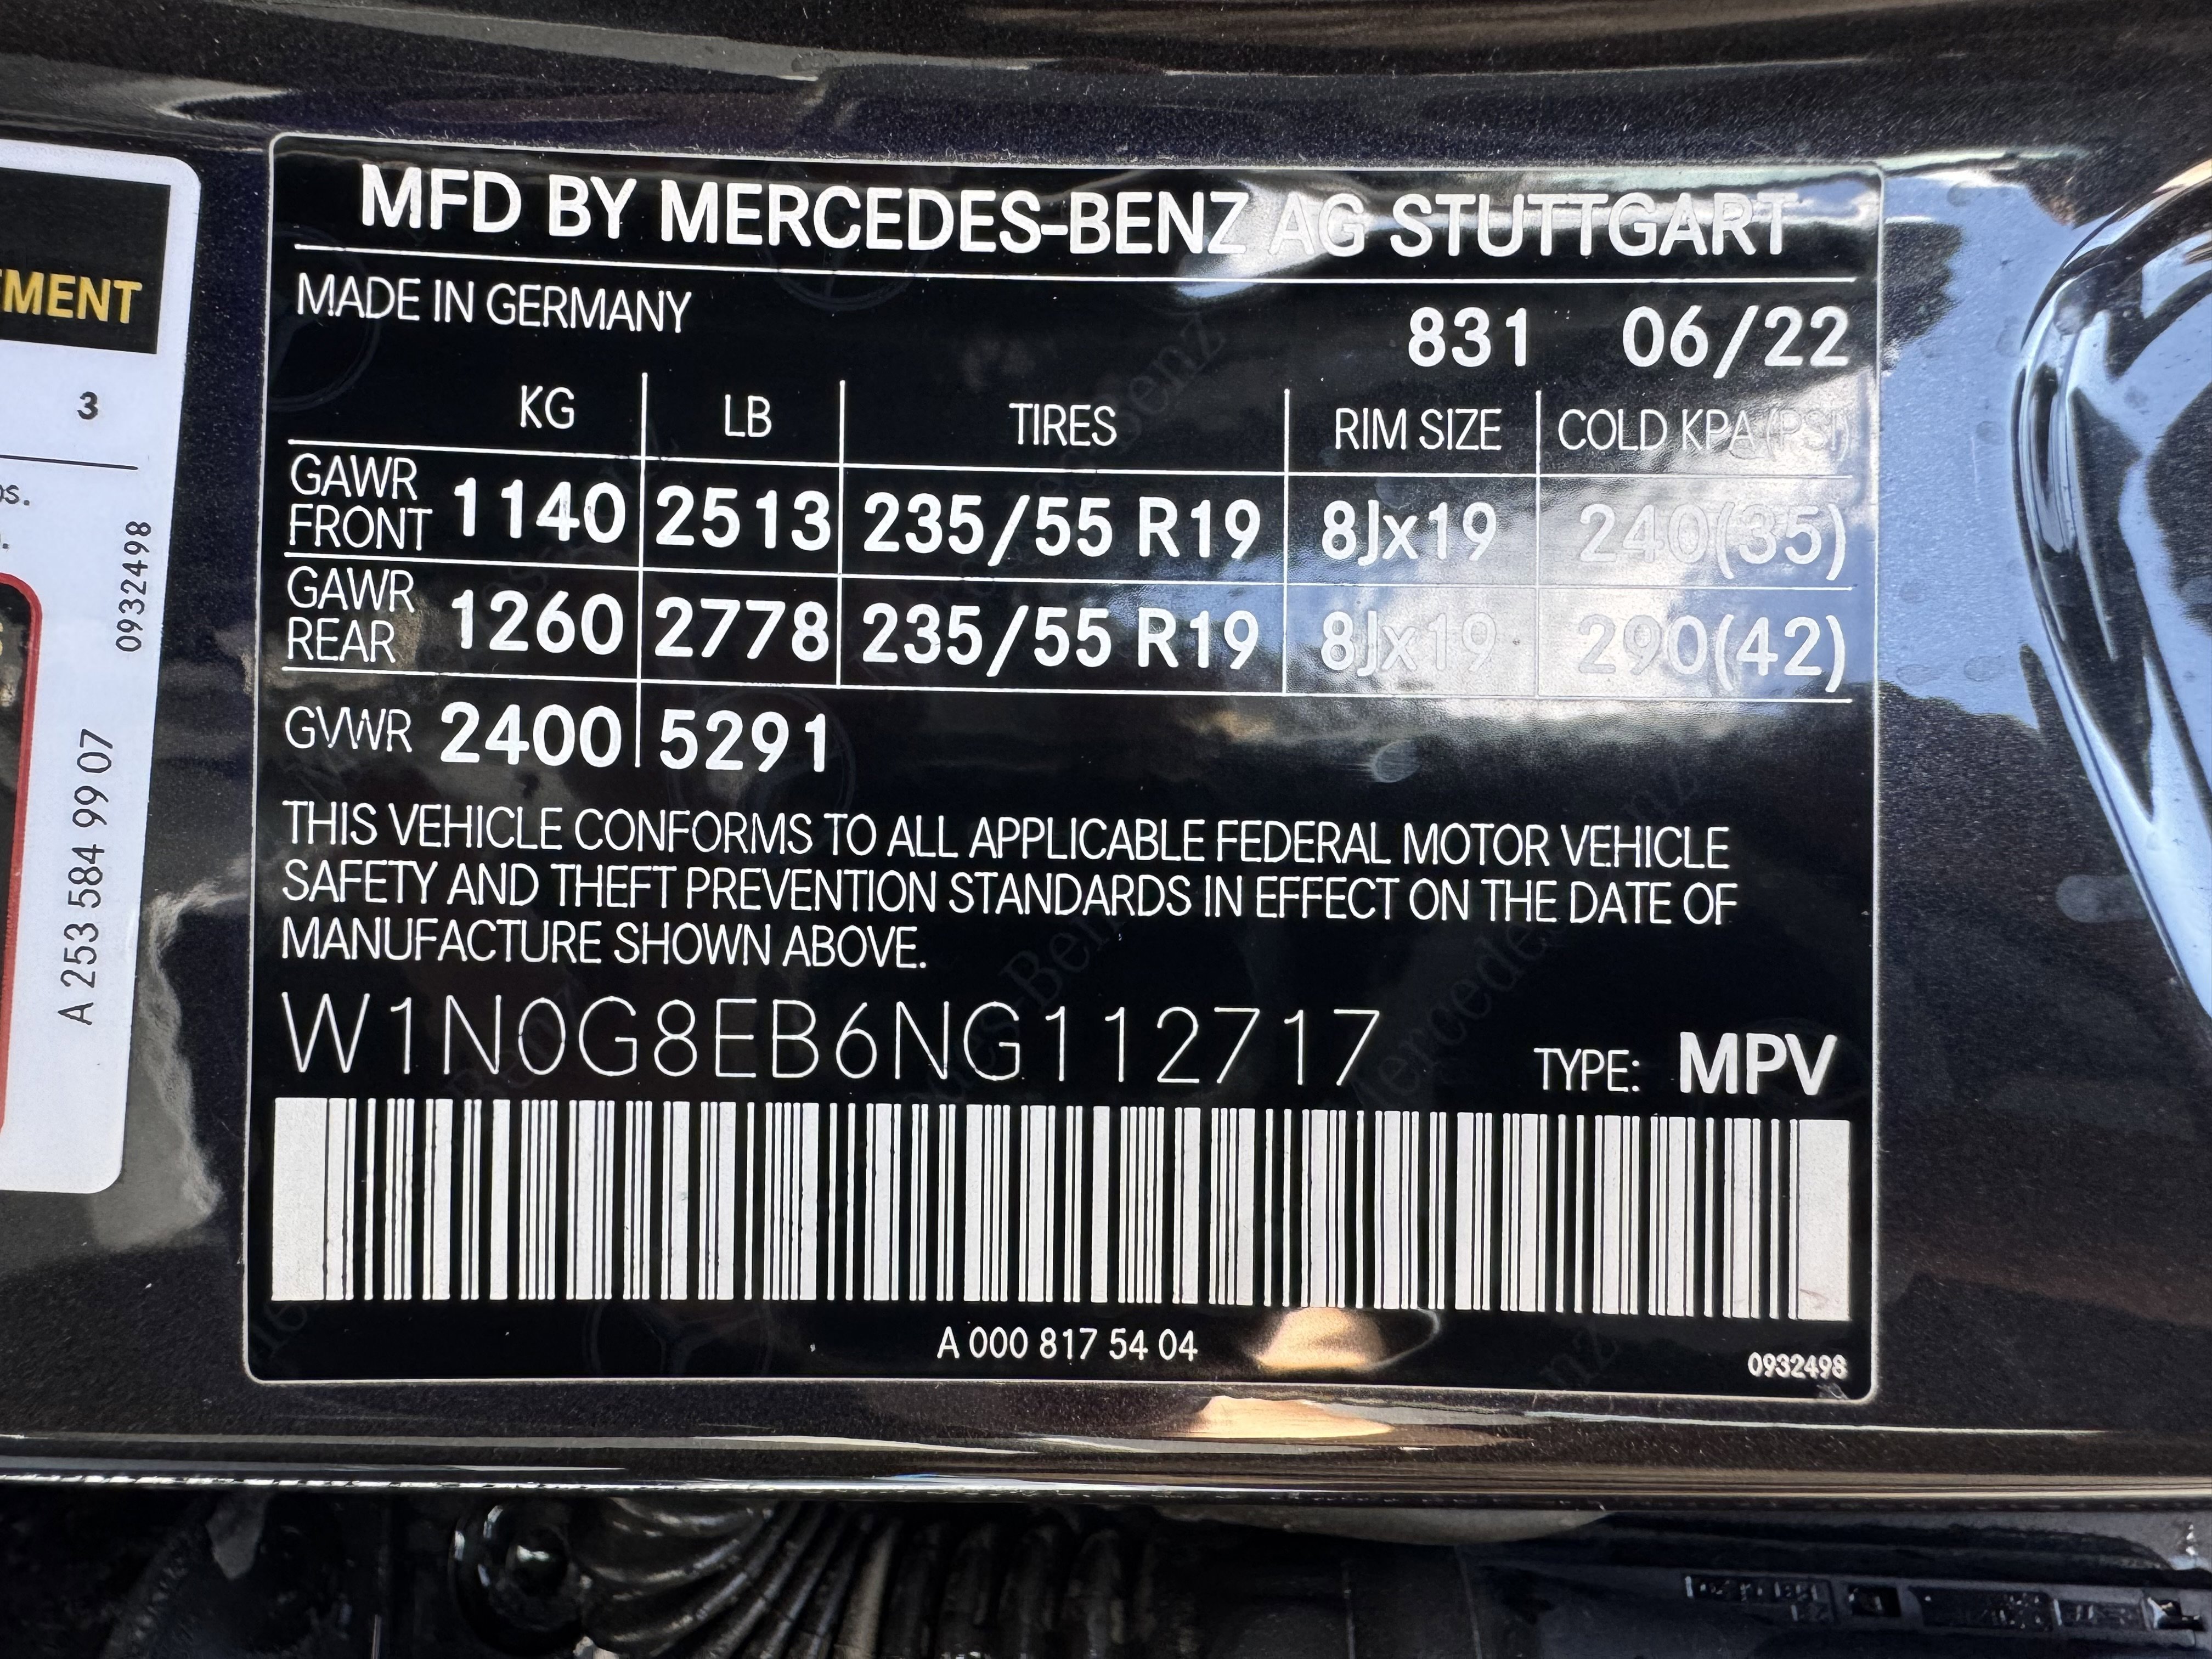 MFD BY MERCEDES-BENZ AG STUTTGART
MADE IN GERMANY
831 06/22
KG LB TIRES RIM SIZE COLD KPA (PSI)
GAWR FRONT 1140 2513 235/55 R19 8Jx19 240(35)
GAWR REAR 1260 2778 235/55 R19 8Jx19 290(42)
GVWR 2400 5291
THIS VEHICLE CONFORMS TO ALL APPLICABLE FEDERAL MOTOR VEHICLE
SAFETY AND THEFT PREVENTION STANDARDS IN EFFECT ON THE DATE OF
MANUFACTURE SHOWN ABOVE.
W1N0G8EB6NG112717 TYPE: MPV
A 000 817 54 04
0932498
3
0932498
A 253 584 99 07